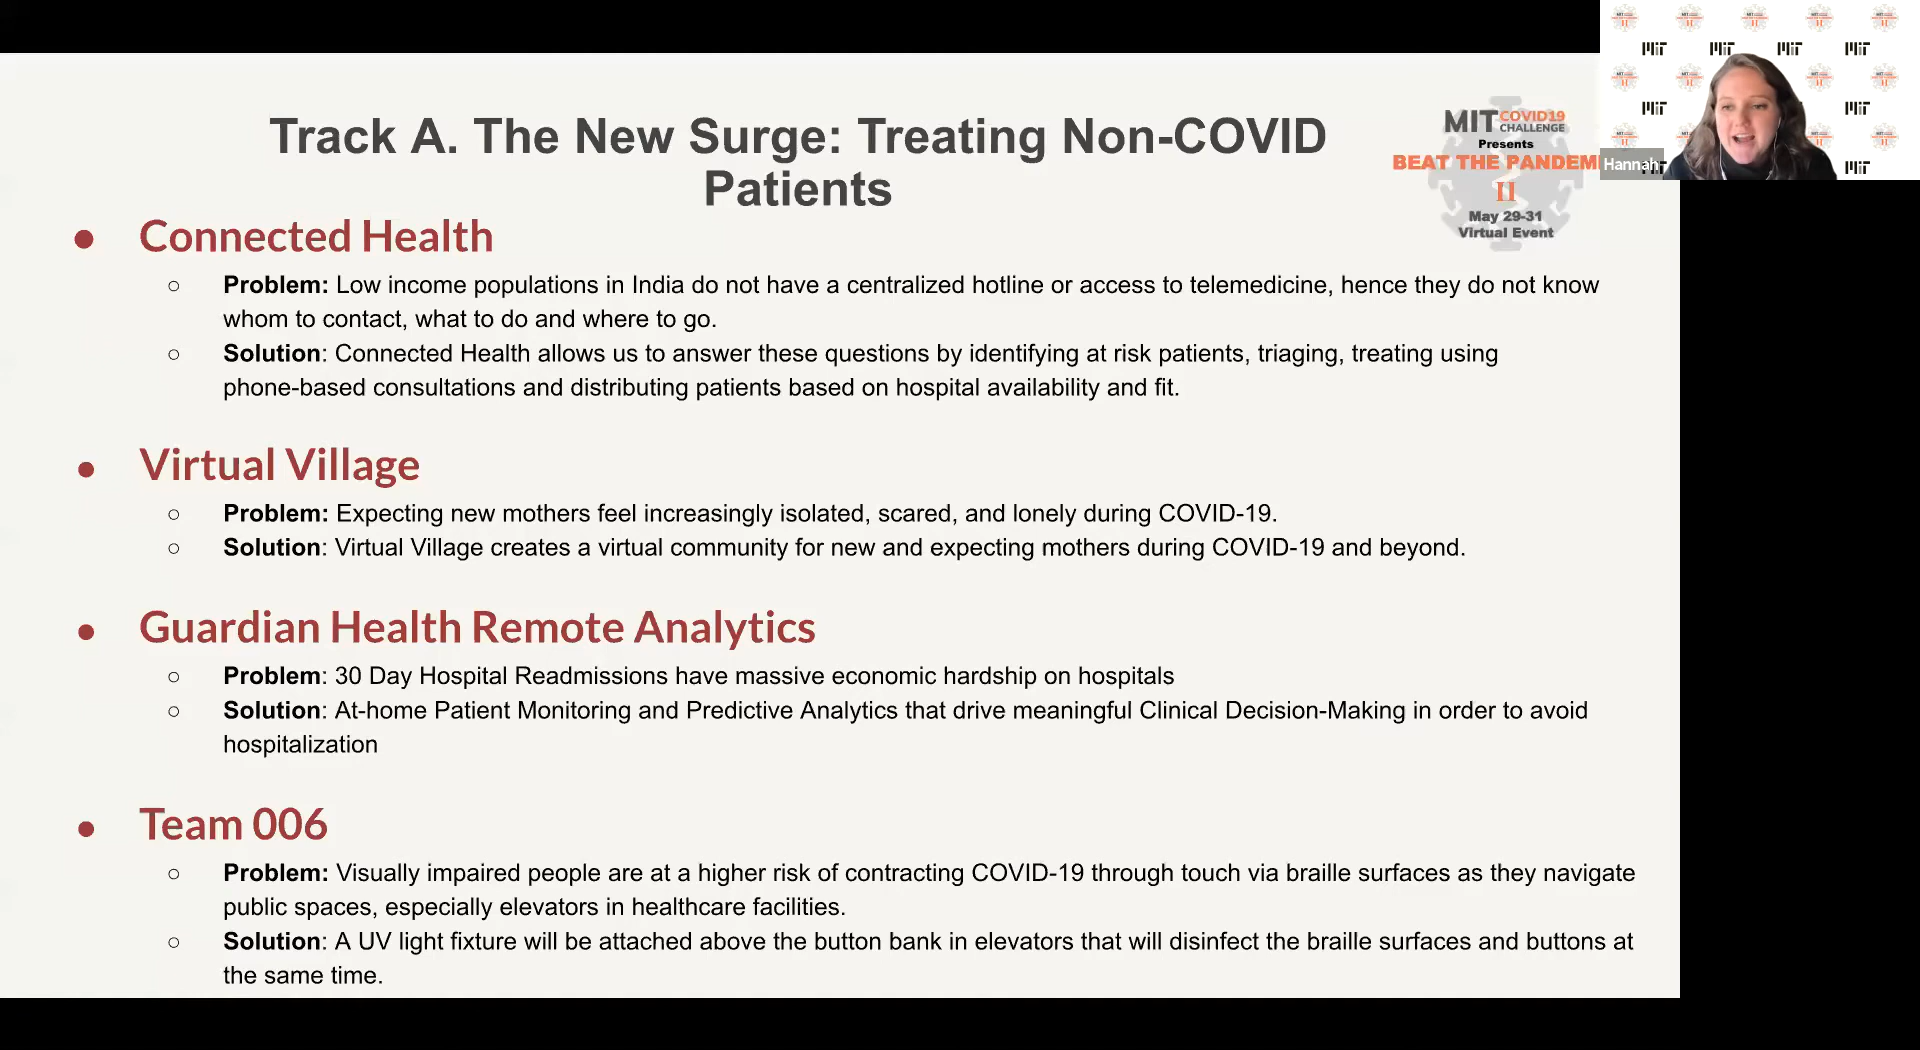 Track A. The New Surge: Treating Non-COVID
Patients
MIT COVID19
CHALLENGE
Presents
BEAT THE PANDEMI
II
May 29-31
Virtual Event
Hannah
MIT MIT MIT MIT
MIT MIT
MIT MIT
● Connected Health
○ Problem: Low income populations in India do not have a centralized hotline or access to telemedicine, hence they do not know
whom to contact, what to do and where to go.
○ Solution: Connected Health allows us to answer these questions by identifying at risk patients, triaging, treating using
phone-based consultations and distributing patients based on hospital availability and fit.
● Virtual Village
○ Problem: Expecting new mothers feel increasingly isolated, scared, and lonely during COVID-19.
○ Solution: Virtual Village creates a virtual community for new and expecting mothers during COVID-19 and beyond.
● Guardian Health Remote Analytics
○ Problem: 30 Day Hospital Readmissions have massive economic hardship on hospitals
○ Solution: At-home Patient Monitoring and Predictive Analytics that drive meaningful Clinical Decision-Making in order to avoid
hospitalization
● Team 006
○ Problem: Visually impaired people are at a higher risk of contracting COVID-19 through touch via braille surfaces as they navigate
public spaces, especially elevators in healthcare facilities.
○ Solution: A UV light fixture will be attached above the button bank in elevators that will disinfect the braille surfaces and buttons at
the same time.